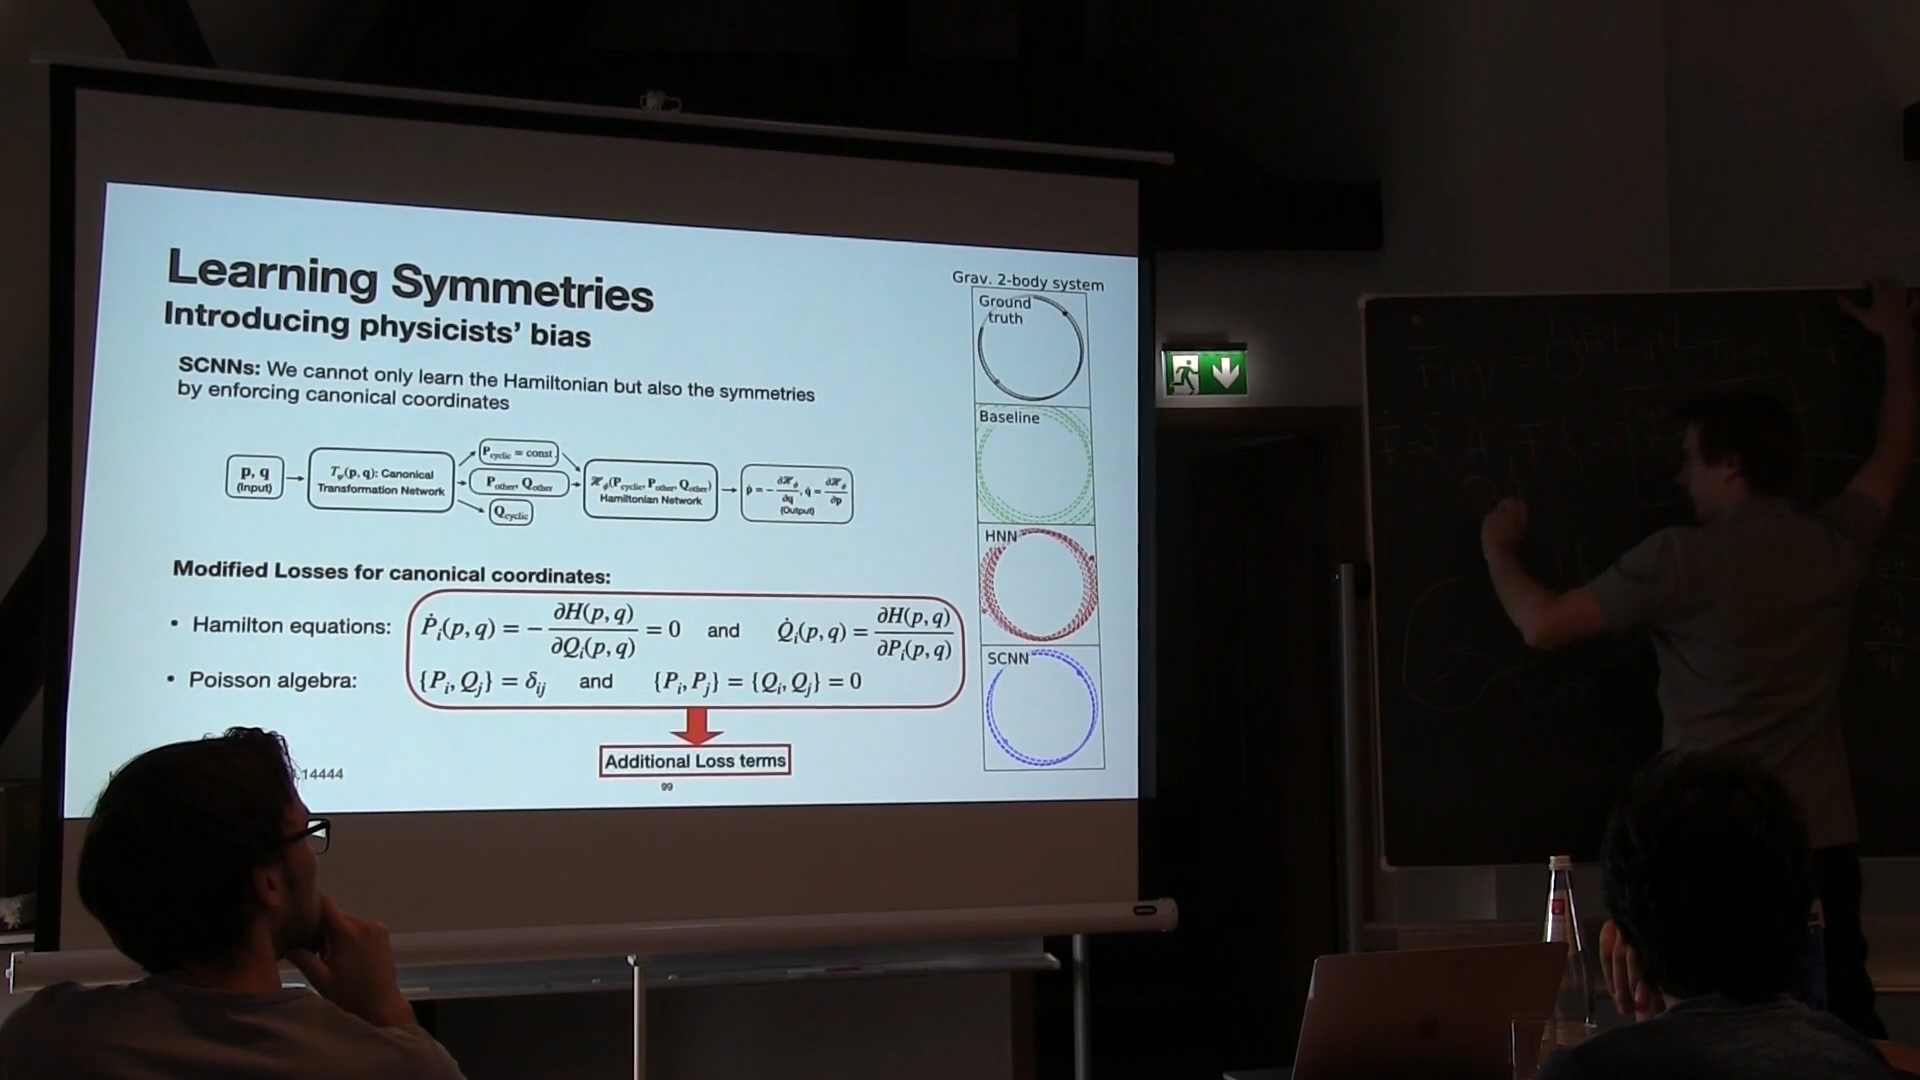 Learning Symmetries
Introducing physicists' bias
SCNNs: We cannot only learn the Hamiltonian but also the symmetries
by enforcing canonical coordinates
p, q
(Input)
T_ψ(p, q): Canonical
Transformation Network
P_cyclic = const
P_other, Q_other
Q_cyclic
ℋ_ϕ(P_cyclic, P_other, Q_other)
Hamiltonian Network
ṗ = -∂ℋ_ϕ/∂q, q̇ = ∂ℋ_ϕ/∂p
(Output)
Modified Losses for canonical coordinates:
• Hamilton equations: Ṗ_i(p, q) = -∂H(p, q)/∂Q_i(p, q) = 0 and Q̇_i(p, q) = ∂H(p, q)/∂P_i(p, q)
• Poisson algebra: {P_i, Q_j} = δ_ij and {P_i, P_j} = {Q_i, Q_j} = 0
Additional Loss terms
.14444
99
Grav. 2-body system
Ground
truth
Baseline
HNN
SCNN